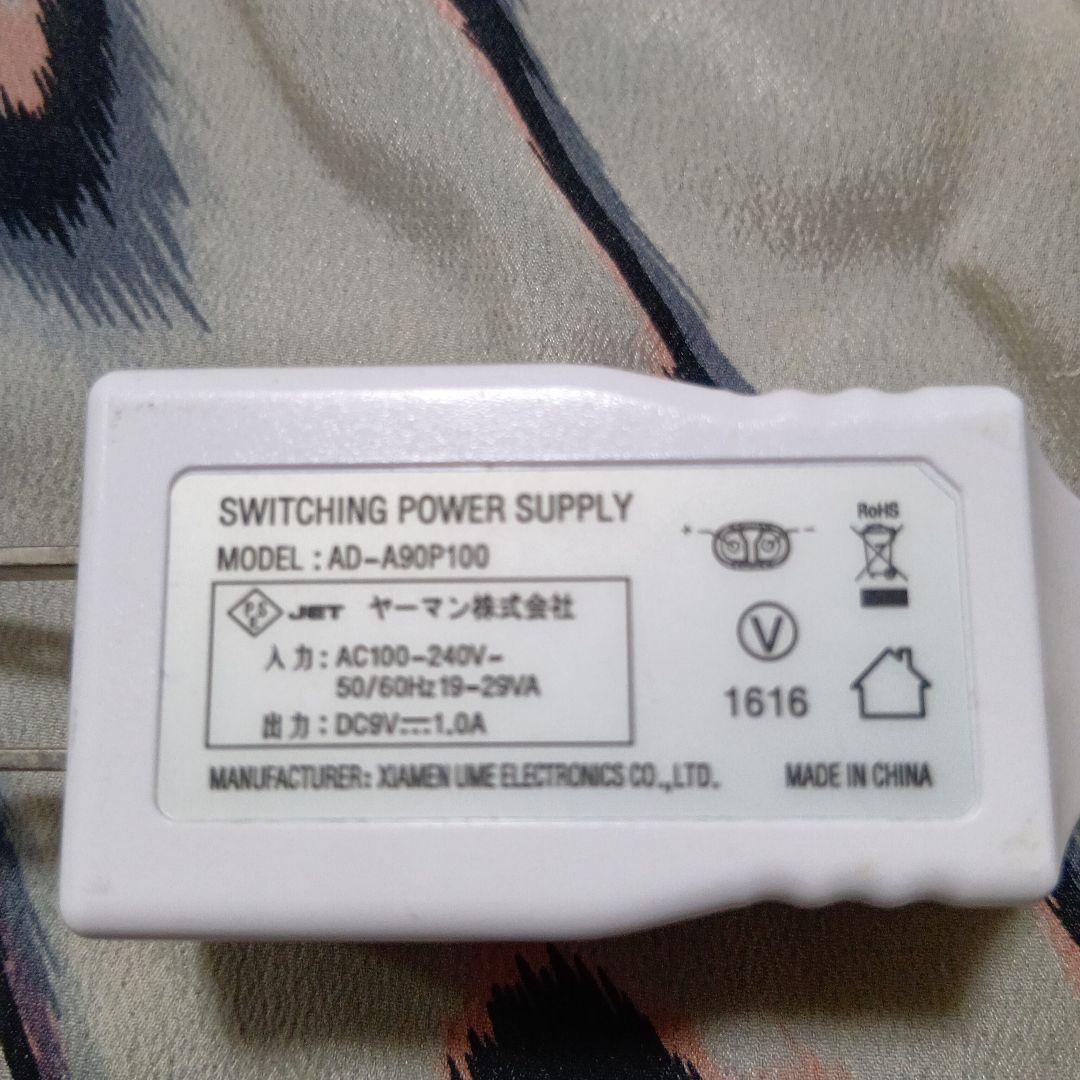 SWITCHING POWER SUPPLY
MODEL : AD-A90P100
PSE JET ヤーマン株式会社
入力: AC100-240V~
50/60Hz 19-29VA
出力: DC9V⎓1.0A
MANUFACTURER: XIAMEN UME ELECTRONICS CO.,LTD.
+ -
RoHS
V
1616
MADE IN CHINA